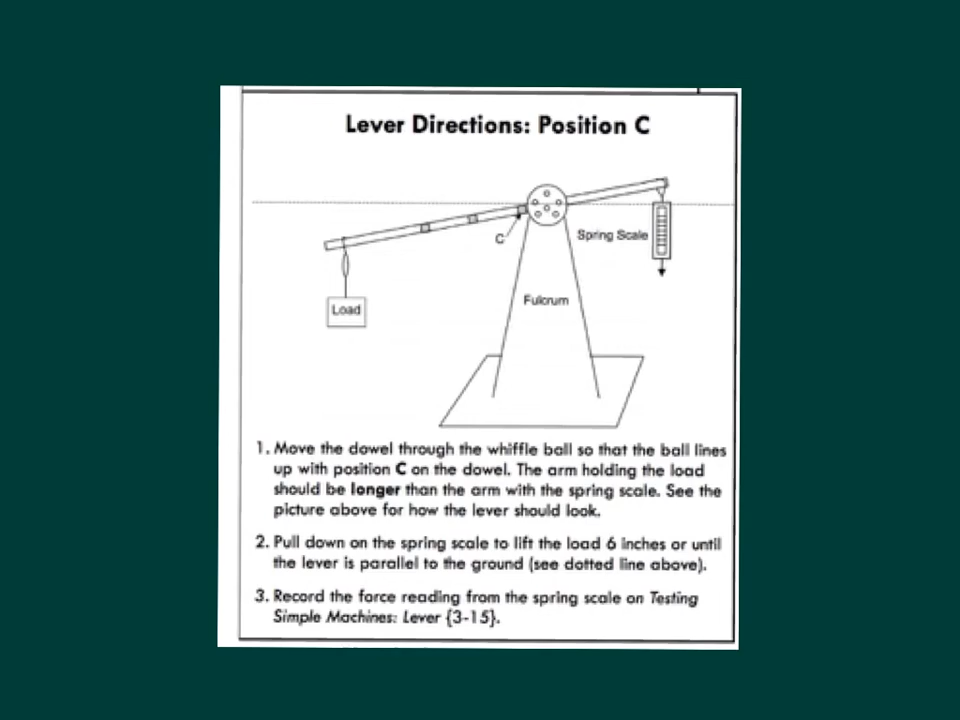 Lever Directions: Position C
C
Spring Scale
Fulcrum
Load
1. Move the dowel through the whiffle ball so that the ball lines
up with position C on the dowel. The arm holding the load
should be longer than the arm with the spring scale. See the
picture above for how the lever should look.
2. Pull down on the spring scale to lift the load 6 inches or until
the lever is parallel to the ground (see dotted line above).
3. Record the force reading from the spring scale on Testing
Simple Machines: Lever {3-15}.